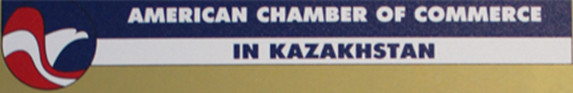 AMERICAN CHAMBER OF COMMERCE
IN KAZAKHSTAN